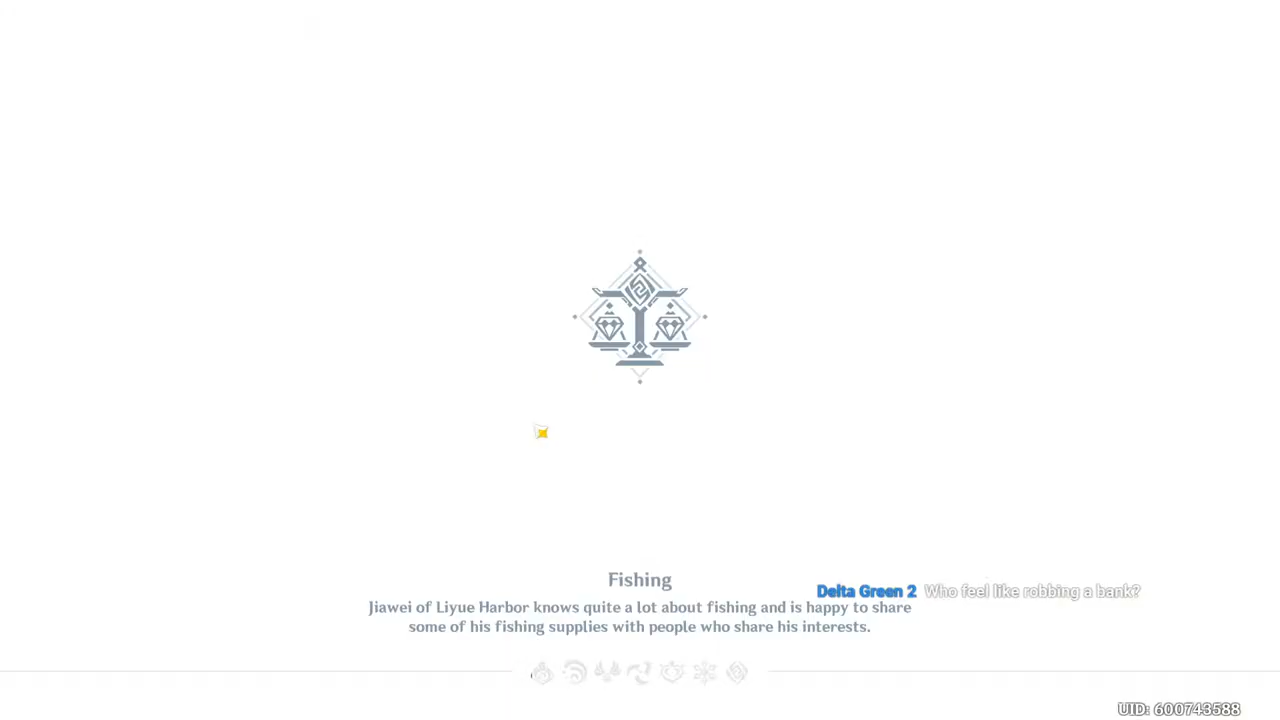 Fishing
Delta Green 2 Who feel like robbing a bank?
Jiawei of Liyue Harbor knows quite a lot about fishing and is happy to share
some of his fishing supplies with people who share his interests.
UID: 600743588